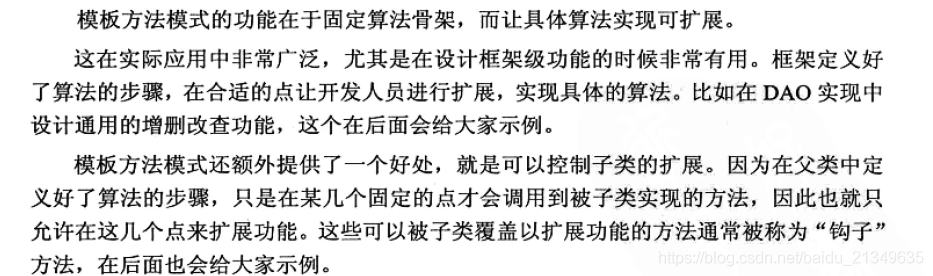 模板方法模式的功能在于固定算法骨架，而让具体算法实现可扩展。
这在实际应用中非常广泛，尤其是在设计框架级功能的时候非常有用。框架定义好
了算法的步骤，在合适的点让开发人员进行扩展，实现具体的算法。比如在 DAO 实现中
设计通用的增删改查功能，这个在后面会给大家示例。
模板方法模式还额外提供了一个好处，就是可以控制子类的扩展。因为在父类中定
义好了算法的步骤，只是在某几个固定的点才会调用到被子类实现的方法，因此也就只
允许在这几个点来扩展功能。这些可以被子类覆盖以扩展功能的方法通常被称为“钩子”
方法，在后面也会给大家示例。
https://blog.csdn.net/baidu_21349635